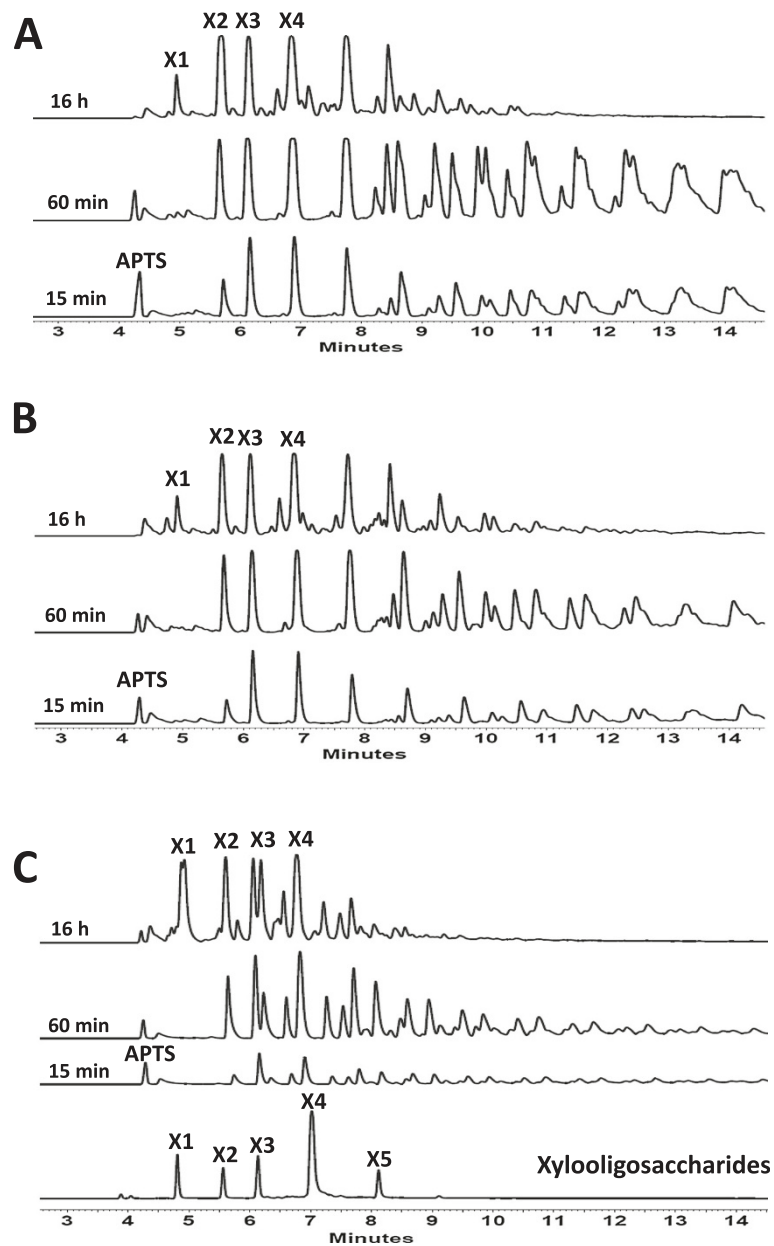 A
X2 X3 X4
X1
16 h
60 min
APTS
15 min
3 4 5 6 7 8 9 10 11 12 13 14
Minutes
B
X2 X3 X4
X1
16 h
60 min
APTS
15 min
3 4 5 6 7 8 9 10 11 12 13 14
Minutes
C
X1 X2 X3 X4
16 h
60 min
APTS
15 min
X4
X1 X2 X3 X5 Xylooligosaccharides
3 4 5 6 7 8 9 10 11 12 13 14
Minutes